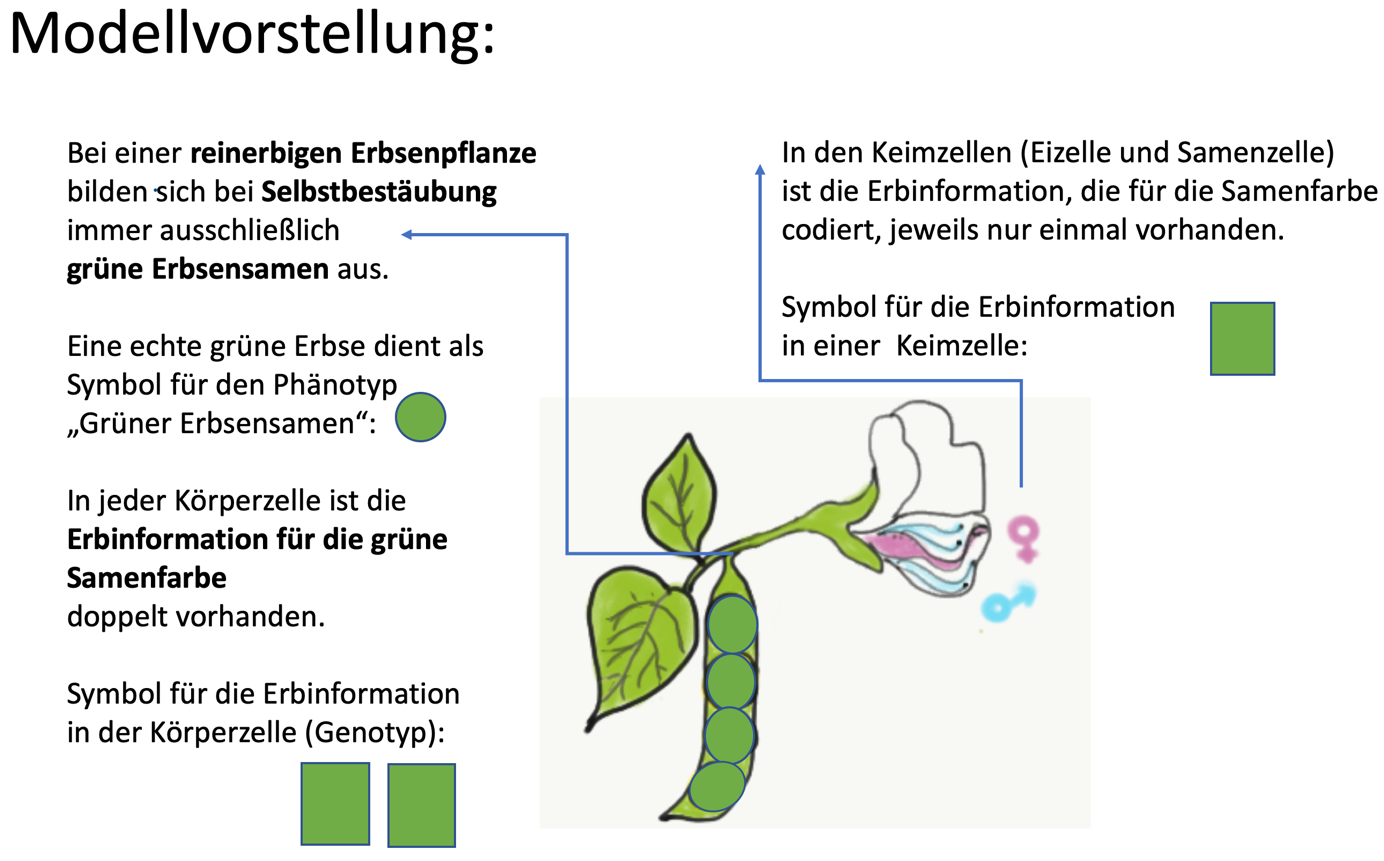 Modellvorstellung:
Bei einer reinerbigen Erbsenpflanze
bilden sich bei Selbstbestäubung
immer ausschließlich
grüne Erbsensamen aus.
Eine echte grüne Erbse dient als
Symbol für den Phänotyp
„Grüner Erbsensamen“:
In jeder Körperzelle ist die
Erbinformation für die grüne
Samenfarbe
doppelt vorhanden.
Symbol für die Erbinformation
in der Körperzelle (Genotyp):
In den Keimzellen (Eizelle und Samenzelle)
ist die Erbinformation, die für die Samenfarbe
codiert, jeweils nur einmal vorhanden.
Symbol für die Erbinformation
in einer Keimzelle: